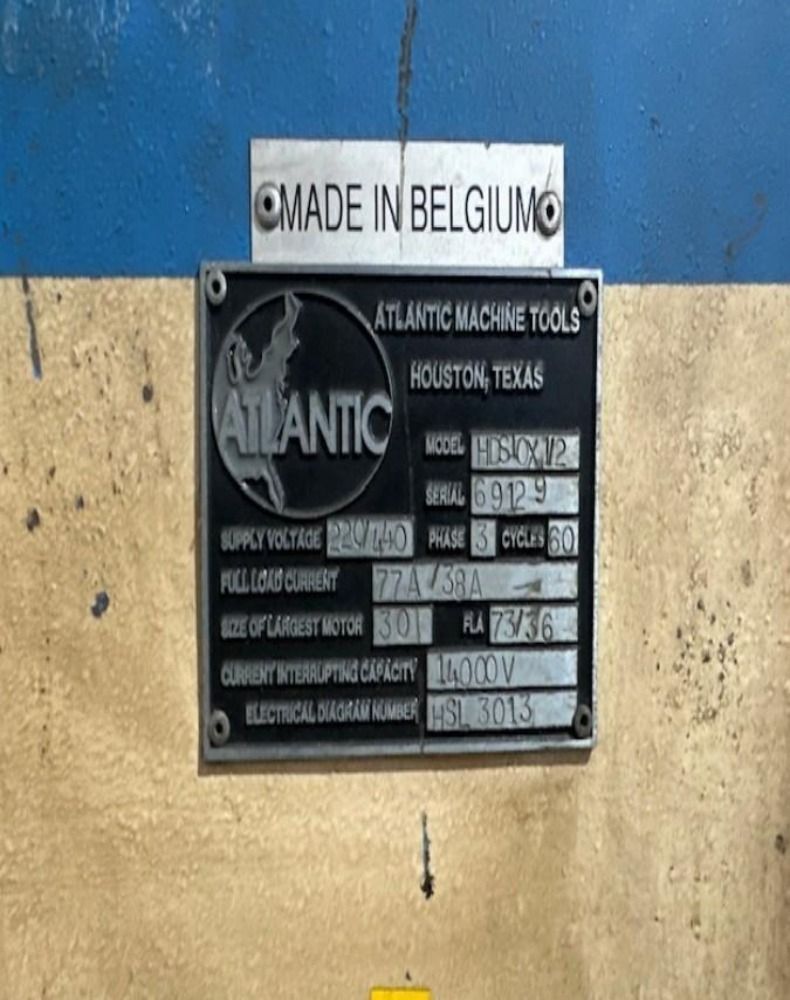 MADE IN BELGIUM
ATLANTIC
ATLANTIC MACHINE TOOLS
HOUSTON, TEXAS
MODEL HDS10X1/2
SERIAL 69129
SUPPLY VOLTAGE 220/440 PHASE 3 CYCLES 60
FULL LOAD CURRENT 77A/38A
SIZE OF LARGEST MOTOR 30 FLA 73/36
CURRENT INTERRUPTING CAPACITY 14000V
ELECTRICAL DIAGRAM NUMBER HSL 3013